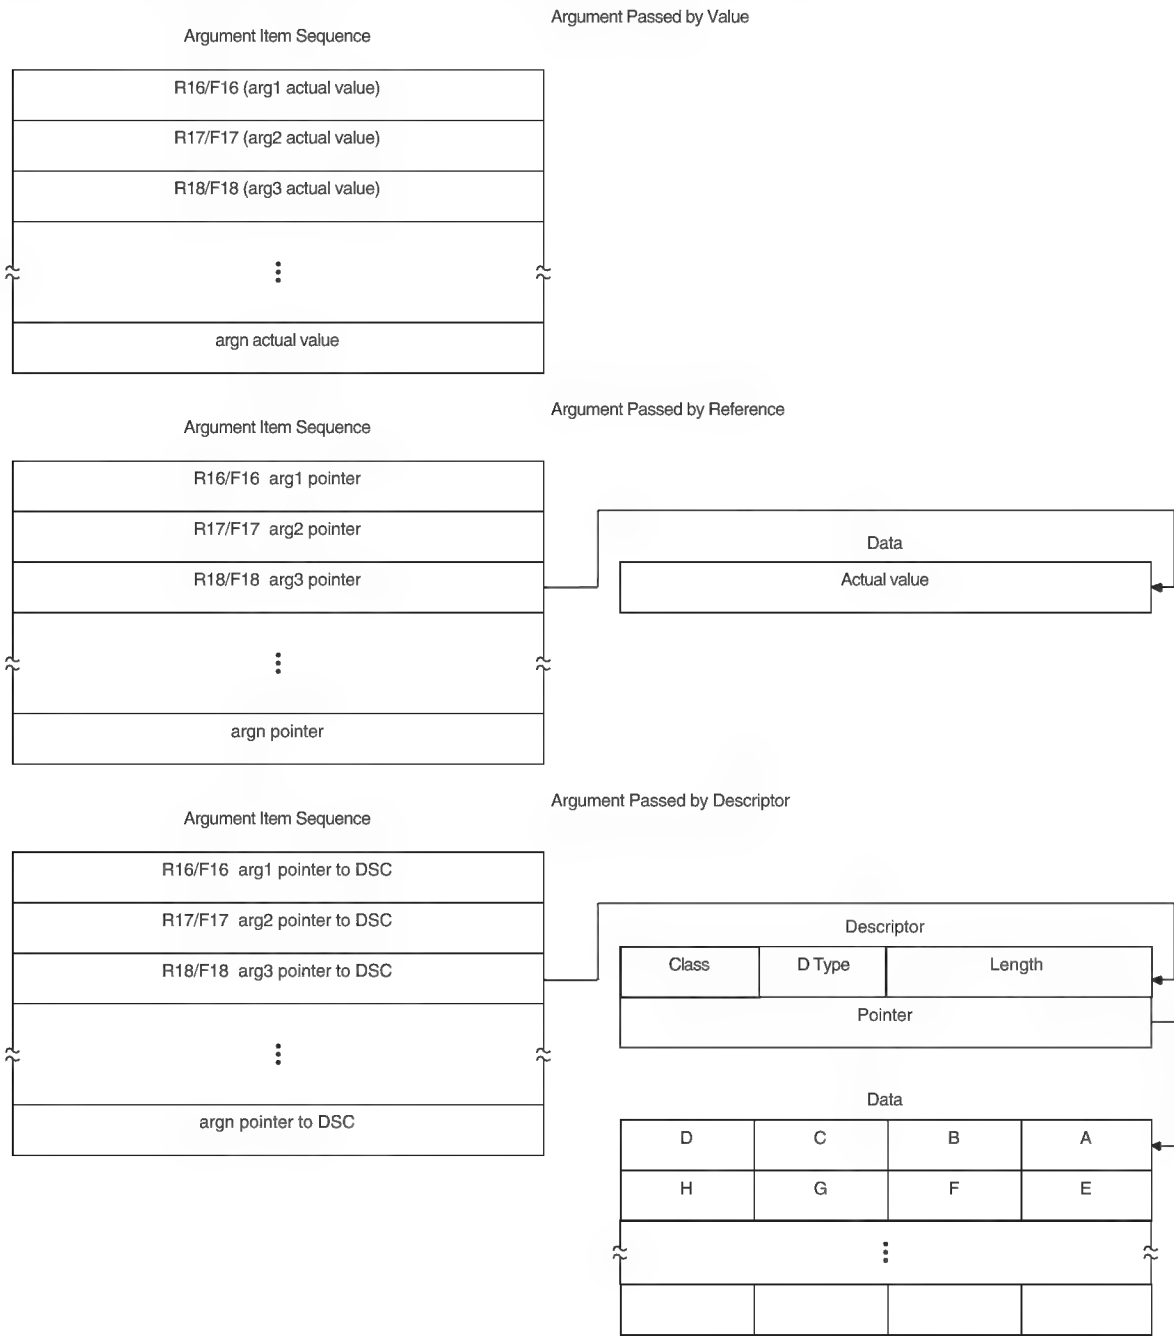 Argument Passed by Value
Argument Item Sequence
R16/F16 (arg1 actual value)
R17/F17 (arg2 actual value)
R18/F18 (arg3 actual value)
argn actual value
Argument Passed by Reference
Argument Item Sequence
R16/F16 arg1 pointer
R17/F17 arg2 pointer
R18/F18 arg3 pointer
argn pointer
Data
Actual value
Argument Passed by Descriptor
Argument Item Sequence
R16/F16 arg1 pointer to DSC
R17/F17 arg2 pointer to DSC
R18/F18 arg3 pointer to DSC
argn pointer to DSC
Descriptor
Class D Type Length
Pointer
Data
D C B A
H G F E